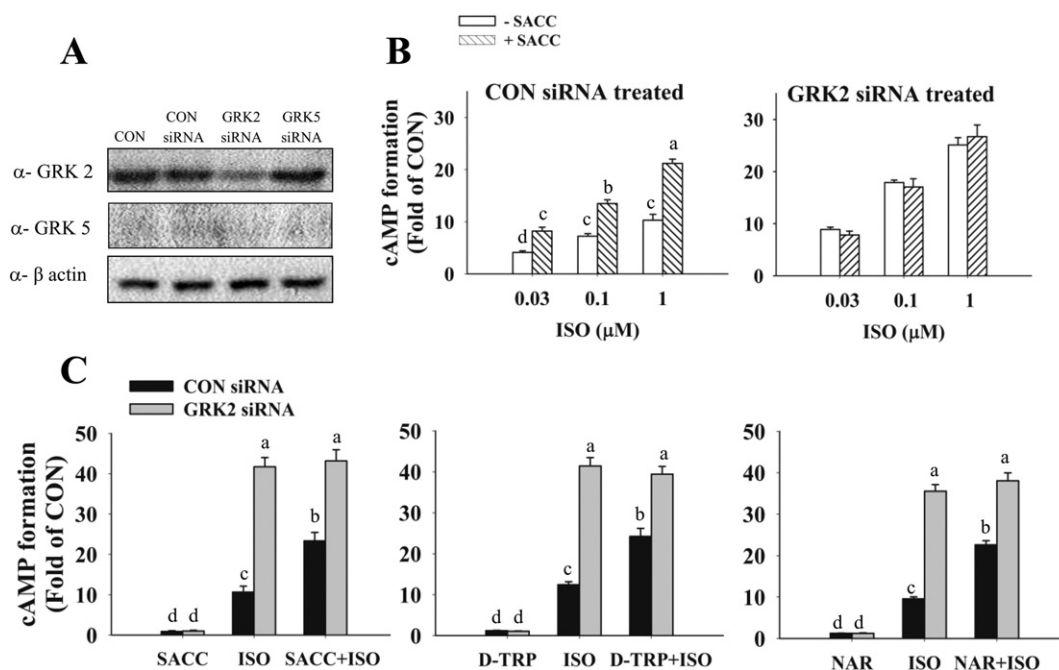 A
CON
CON siRNA
GRK2 siRNA
GRK5 siRNA
α- GRK 2
α- GRK 5
α- β actin
B
- SACC
+ SACC
CON siRNA treated
cAMP formation
(Fold of CON)
30
20
10
0
d
c
c
b
c
a
0.03
0.1
1
ISO (μM)
GRK2 siRNA treated
30
20
10
0
0.03
0.1
1
ISO (μM)
C
CON siRNA
GRK2 siRNA
cAMP formation
(Fold of CON)
50
40
30
20
10
0
d
d
c
a
b
a
SACC
ISO
SACC+ISO
50
40
30
20
10
0
d
d
c
a
b
a
D-TRP
ISO
D-TRP+ISO
50
40
30
20
10
0
d
d
c
a
b
a
NAR
ISO
NAR+ISO